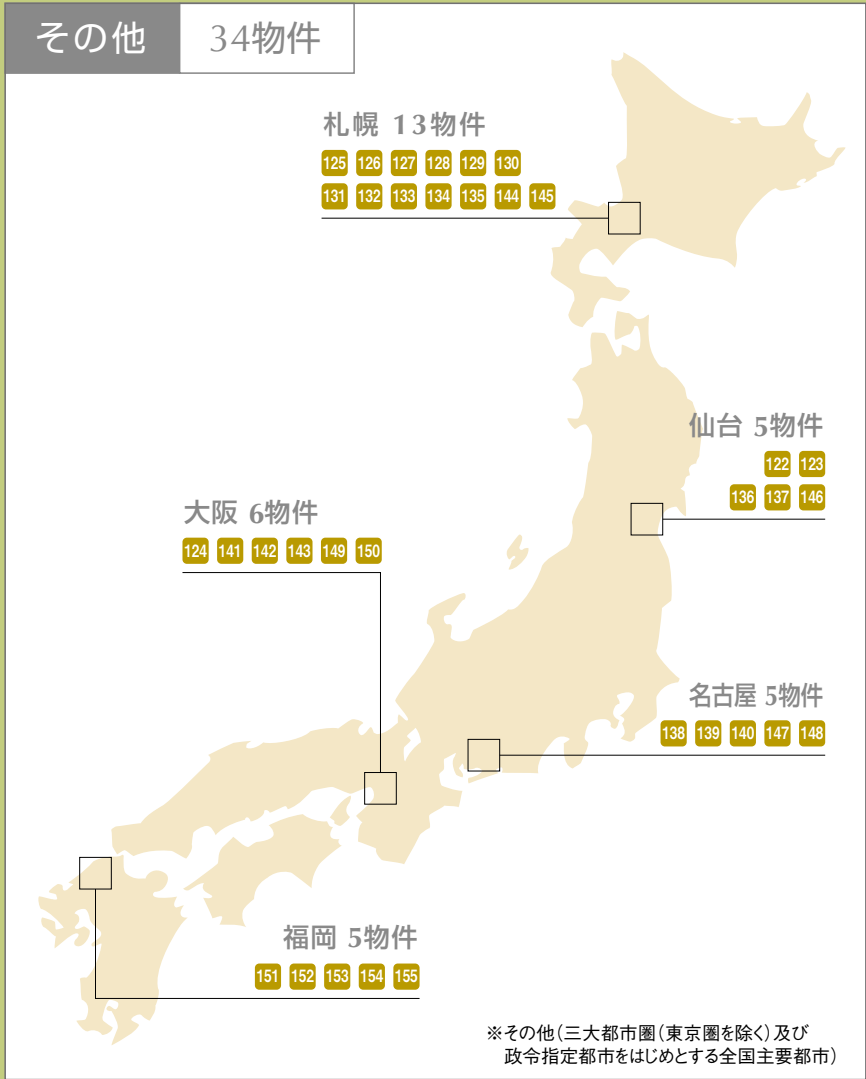 その他 34物件
札幌 13物件
125 126 127 128 129 130
131 132 133 134 135 144 145
仙台 5物件
122 123
136 137 146
大阪 6物件
124 141 142 143 149 150
名古屋 5物件
138 139 140 147 148
福岡 5物件
151 152 153 154 155
※その他(三大都市圏(東京圏を除く)及び
政令指定都市をはじめとする全国主要都市)